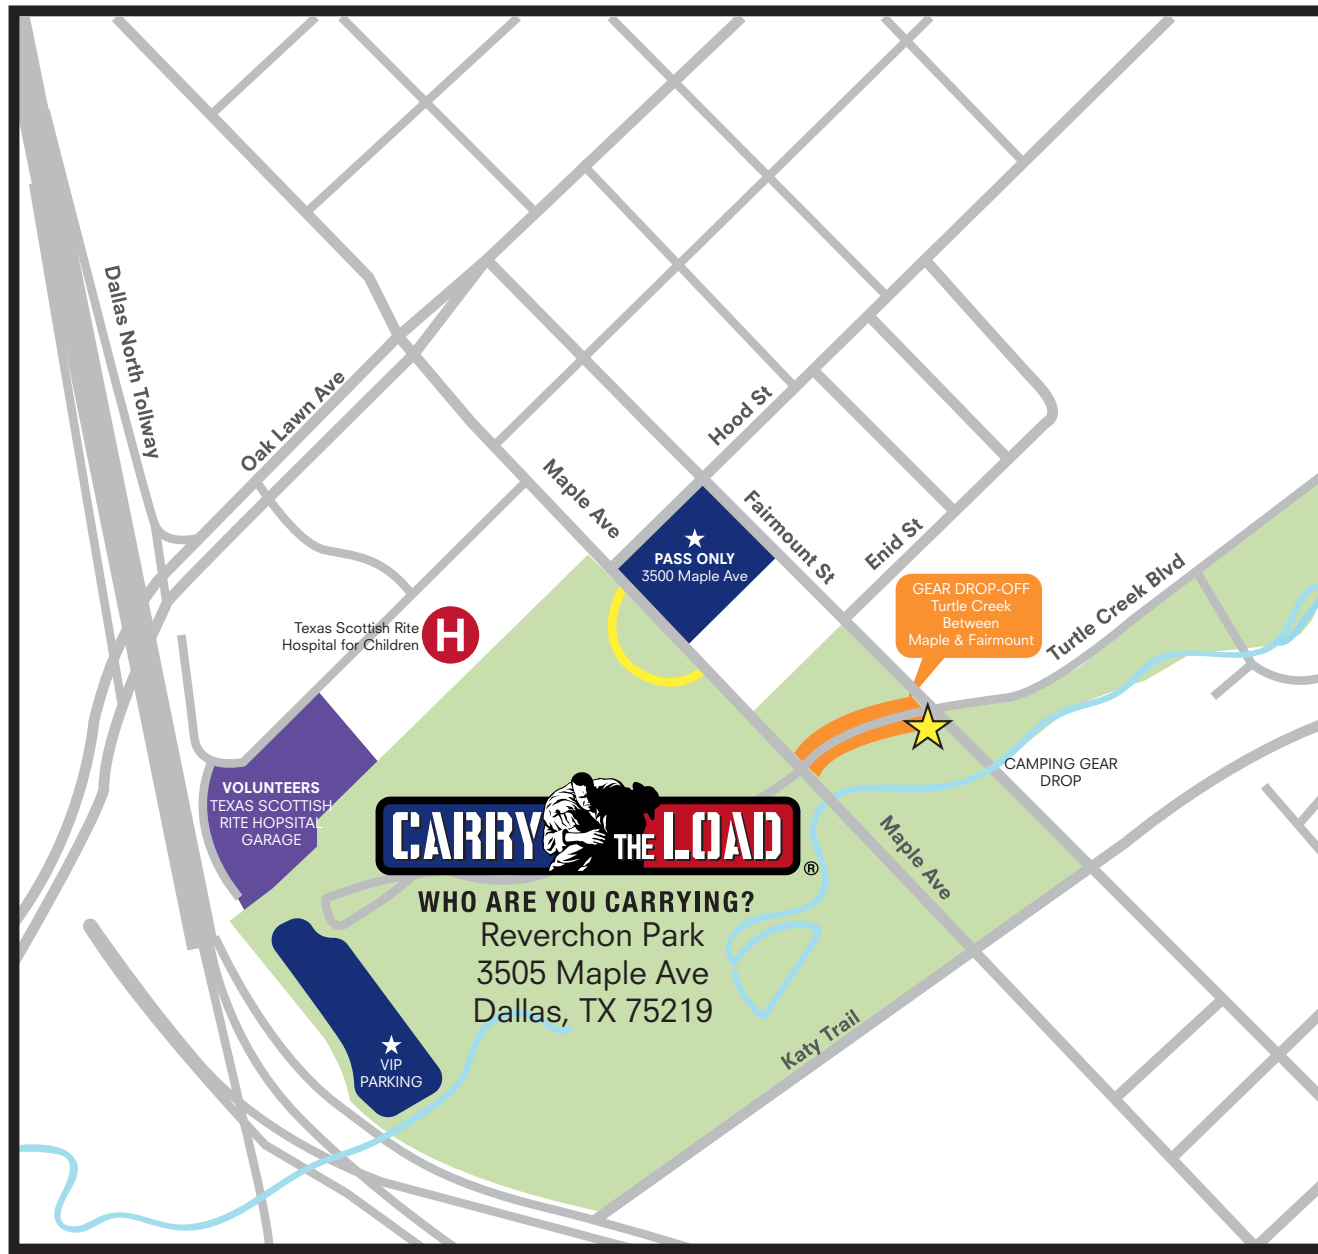 Dallas North Tollway
Oak Lawn Ave
Hood St
Maple Ave
Fairmount St
Enid St
PASS ONLY
3500 Maple Ave
GEAR DROP-OFF
Turtle Creek
Between
Maple & Fairmount
Turtle Creek Blvd
Texas Scottish Rite
Hospital for Children
H
CAMPING GEAR
DROP
VOLUNTEERS
TEXAS SCOTTISH
RITE HOPSITAL
GARAGE
CARRY THE LOAD
®
Maple Ave
WHO ARE YOU CARRYING?
Reverchon Park
3505 Maple Ave
Dallas, TX 75219
Katy Trail
VIP
PARKING